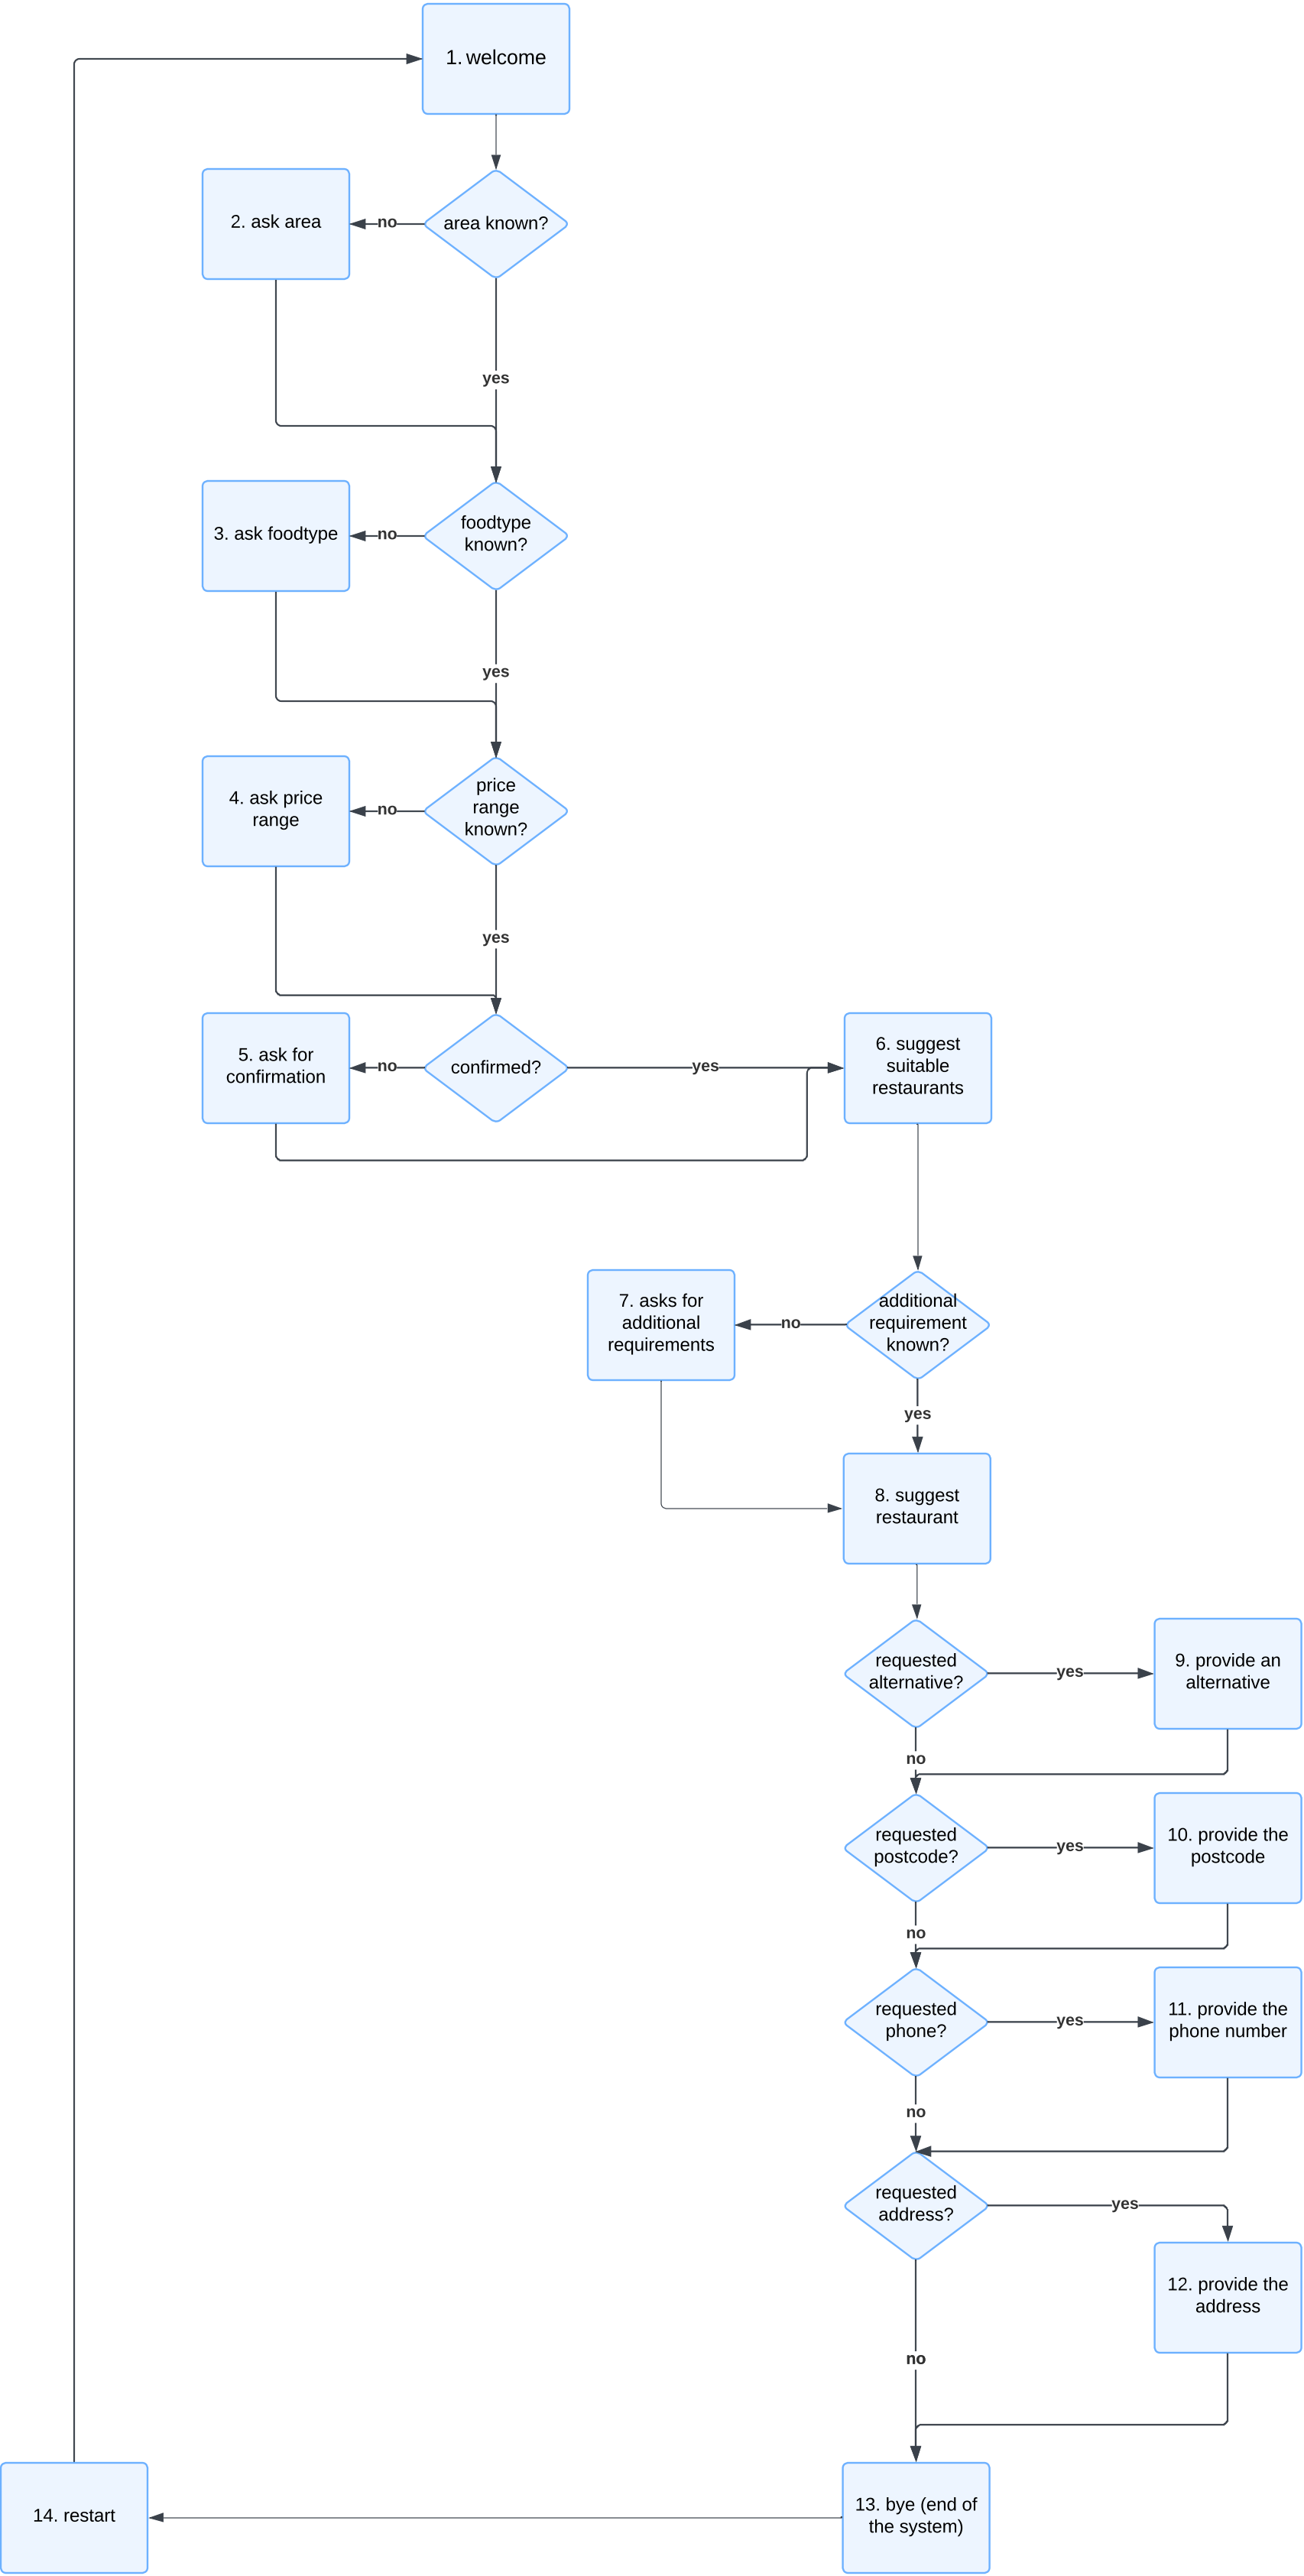 1. welcome
area known?
no
2. ask area
yes
foodtype
known?
no
3. ask foodtype
yes
price
range
known?
no
4. ask price
range
yes
confirmed?
no
5. ask for
confirmation
yes
6. suggest
suitable
restaurants
additional
requirement
known?
no
7. asks for
additional
requirements
yes
8. suggest
restaurant
requested
alternative?
yes
9. provide an
alternative
no
requested
postcode?
yes
10. provide the
postcode
no
requested
phone?
yes
11. provide the
phone number
no
requested
address?
yes
12. provide the
address
no
13. bye (end of
the system)
14. restart